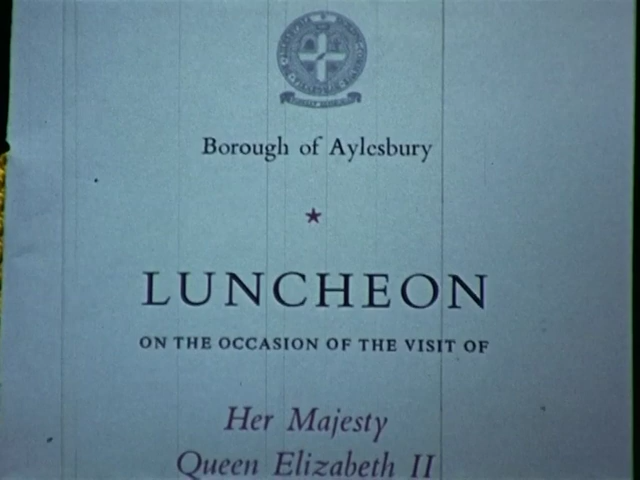 Borough of Aylesbury
LUNCHEON
ON THE OCCASION OF THE VISIT OF
Her Majesty
Queen Elizabeth II